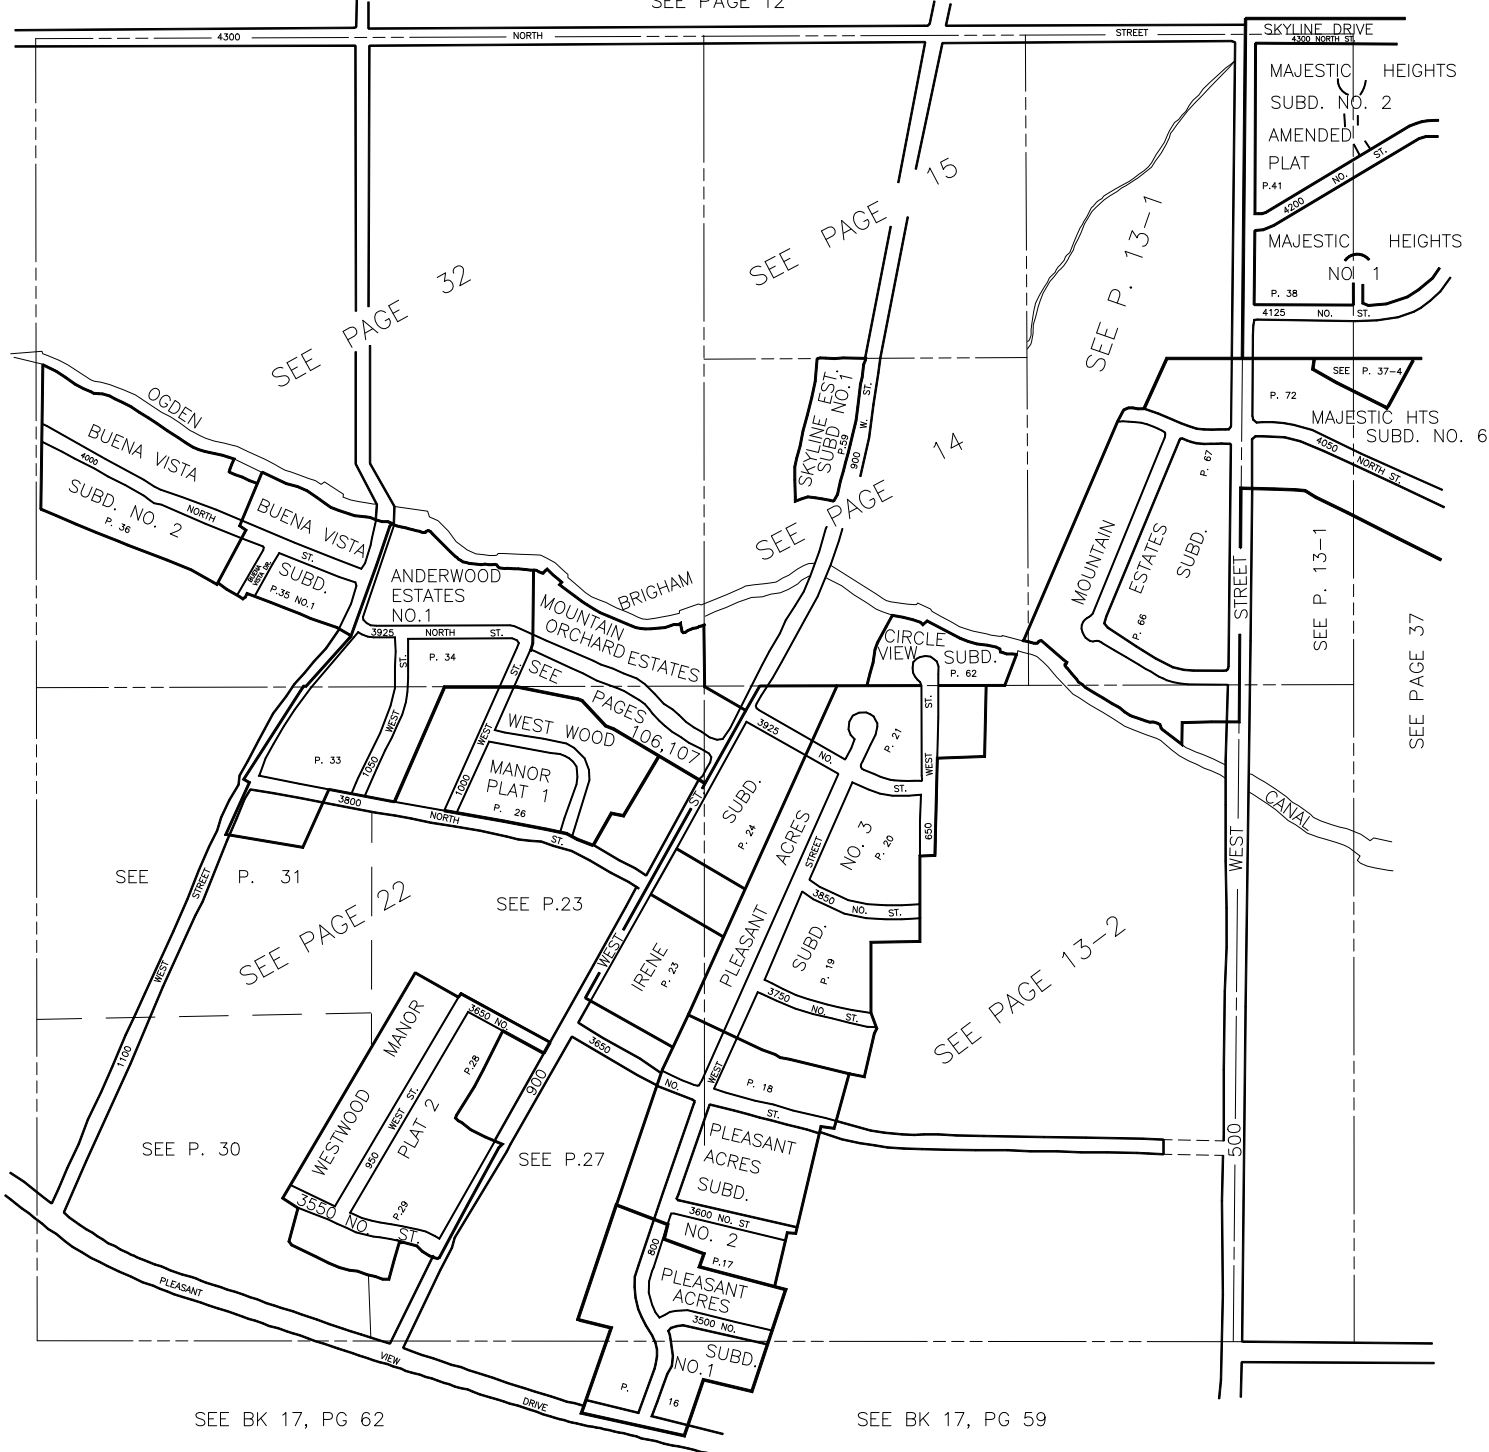 SEE PAGE 12
4300 NORTH STREET
SKYLINE DRIVE
4300 NORTH ST.
MAJESTIC HEIGHTS
SUBD. NO. 2
AMENDED
PLAT
P.41
4200 NO. ST.
MAJESTIC HEIGHTS
NO 1
P. 38
4125 NO. ST.
SEE PAGE 15
SEE P. 13-1
SEE PAGE 32
SEE P. 37-4
P. 72
MAJESTIC HTS
SUBD. NO. 6
4050 NORTH ST.
SKYLINE EST.
SUBD NO.1
P.59
900 W. ST.
SEE PAGE 14
OGDEN
BRIGHAM
CANAL
BUENA VISTA
4000 NORTH ST.
SUBD. NO. 2
P. 36
BUENA VISTA
SUBD.
P.35 NO.1
BUENA
VISTA DR.
ANDERWOOD
ESTATES
NO.1
3925 NORTH ST.
P. 34
MOUNTAIN
ORCHARD ESTATES
SEE PAGES
106,107
CIRCLE
VIEW SUBD.
P. 62
MOUNTAIN
ESTATES
SUBD.
P. 67
P. 66
STREET
SEE P. 13-1
SEE PAGE 37
P. 33
1050 WEST ST.
1000 WEST ST.
WEST WOOD
MANOR
PLAT 1
P. 26
3800 NORTH ST.
3925 NO. ST.
P. 21
650 WEST ST.
SUBD.
P. 24
PLEASANT ACRES
STREET
NO. 3
P. 20
3850 NO. ST.
SUBD.
P. 19
3750 NO. ST.
WEST
SEE P. 31
STREET
WEST
1100
SEE PAGE 22
SEE P.23
WEST ST.
IRENE
P. 23
SEE PAGE 13-2
WEST
500
WESTWOOD MANOR
3650 NO.
P.28
950 WEST ST.
PLAT 2
P.29
3550 NO. ST.
900
3650 NO. ST.
P. 18
SEE P. 30
SEE P.27
PLEASANT
ACRES
SUBD.
3600 NO. ST
NO. 2
P.17
800
PLEASANT
ACRES
3500 NO.
SUBD.
NO.1
P. 16
PLEASANT VIEW DRIVE
SEE BK 17, PG 62
SEE BK 17, PG 59